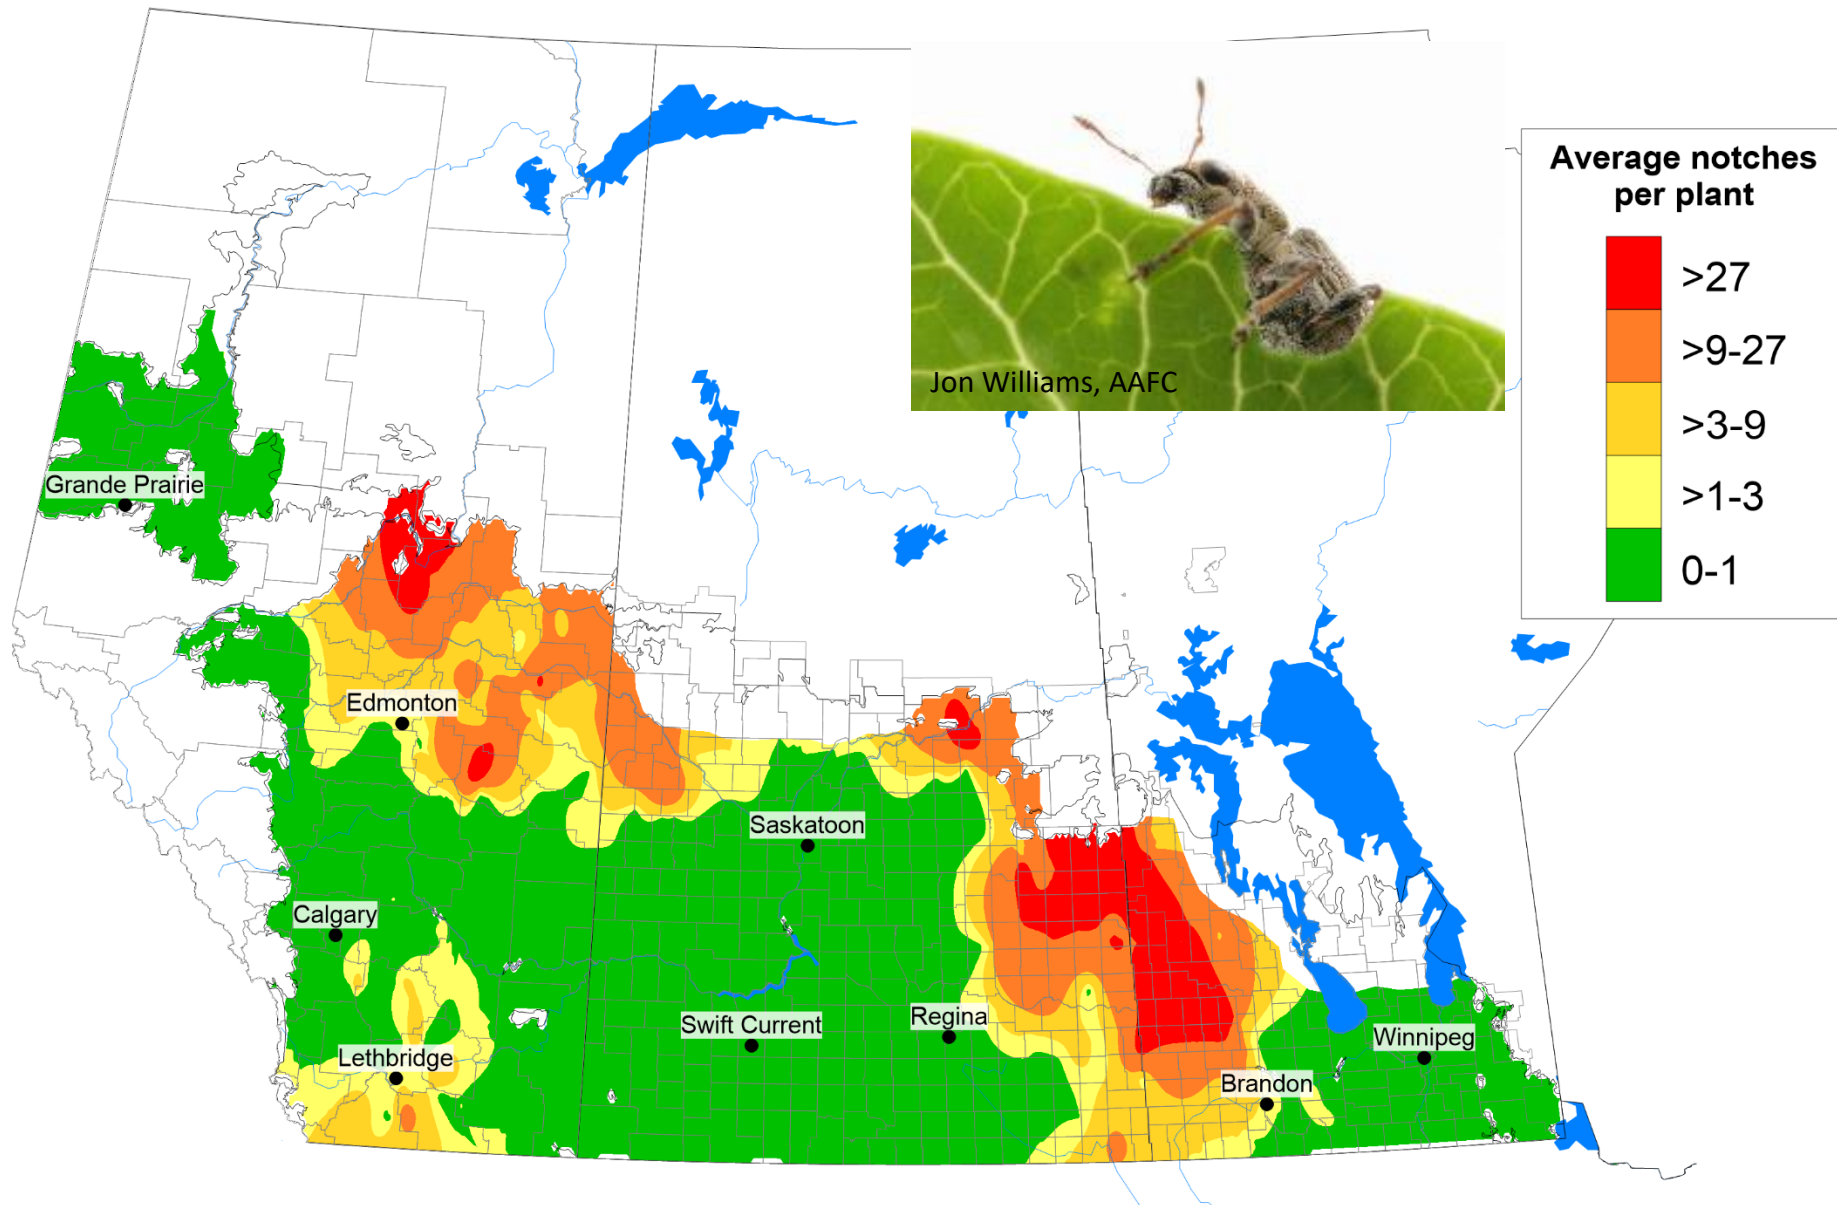 Jon Williams, AAFC
Average notches
per plant
>27
>9-27
>3-9
>1-3
0-1
Grande Prairie
Edmonton
Saskatoon
Calgary
Swift Current
Regina
Winnipeg
Lethbridge
Brandon